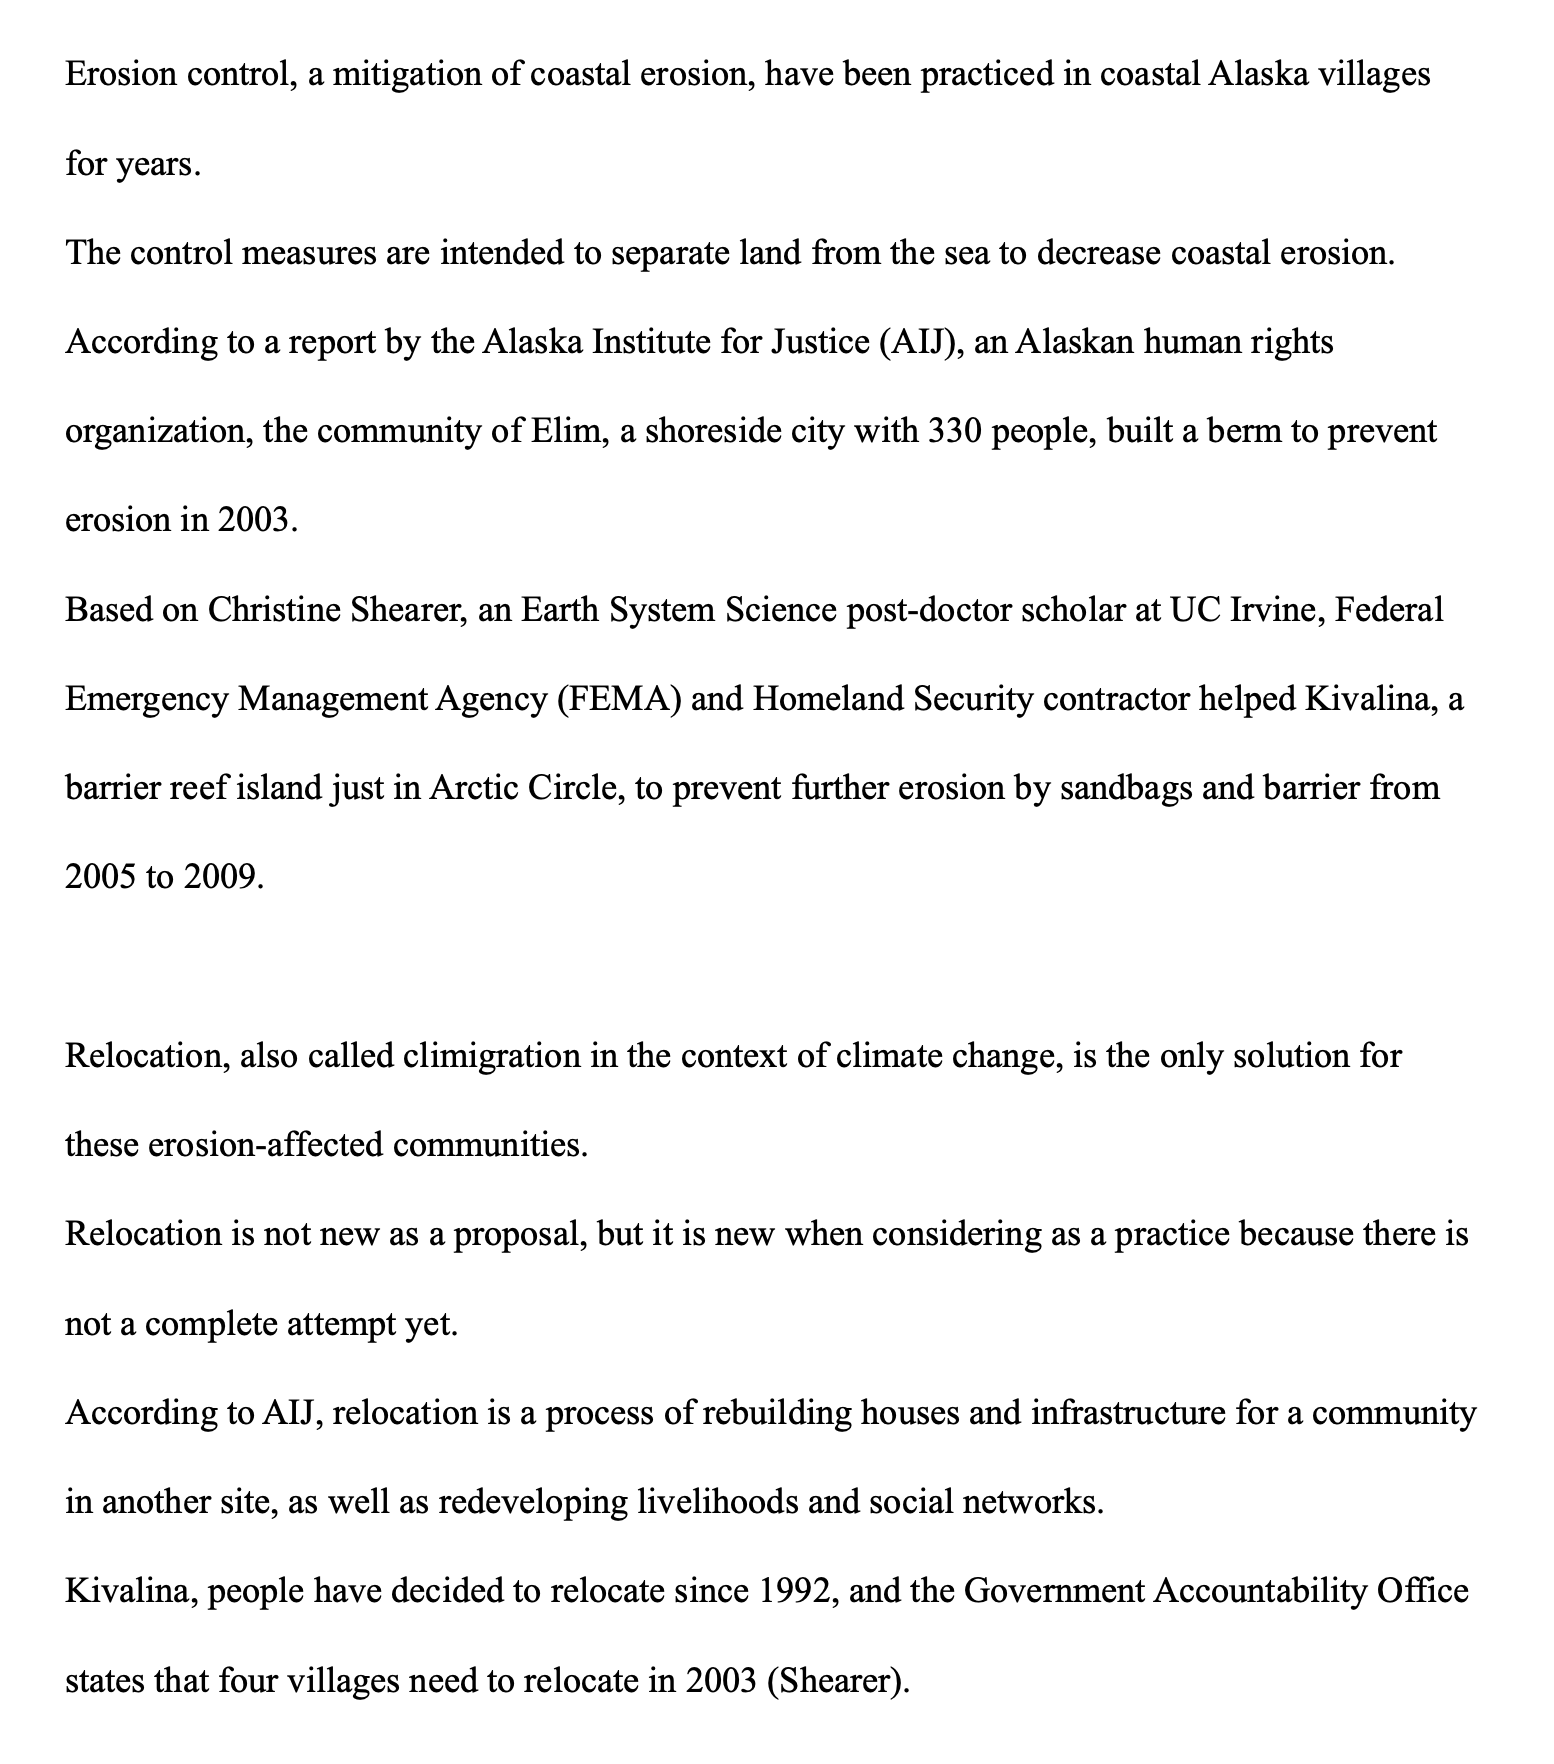 Erosion control, a mitigation of coastal erosion, have been practiced in coastal Alaska villages
for years.
The control measures are intended to separate land from the sea to decrease coastal erosion.
According to a report by the Alaska Institute for Justice (AIJ), an Alaskan human rights
organization, the community of Elim, a shoreside city with 330 people, built a berm to prevent
erosion in 2003.
Based on Christine Shearer, an Earth System Science post-doctor scholar at UC Irvine, Federal
Emergency Management Agency (FEMA) and Homeland Security contractor helped Kivalina, a
barrier reef island just in Arctic Circle, to prevent further erosion by sandbags and barrier from
2005 to 2009.
Relocation, also called climigration in the context of climate change, is the only solution for
these erosion-affected communities.
Relocation is not new as a proposal, but it is new when considering as a practice because there is
not a complete attempt yet.
According to AIJ, relocation is a process of rebuilding houses and infrastructure for a community
in another site, as well as redeveloping livelihoods and social networks.
Kivalina, people have decided to relocate since 1992, and the Government Accountability Office
states that four villages need to relocate in 2003 (Shearer).